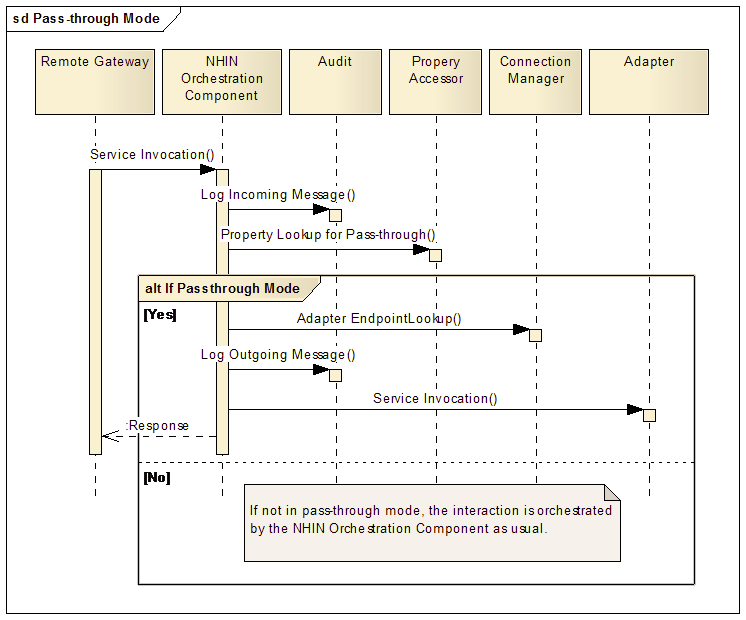 sd Pass-through Mode
Remote Gateway
NHIN
Orchestration
Component
Audit
Propery
Accessor
Connection
Manager
Adapter
Service Invocation()
Log Incoming Message()
Property Lookup for Pass-through()
alt If Passthrough Mode
[Yes]
Adapter EndpointLookup()
Log Outgoing Message()
Service Invocation()
:Response
[No]
If not in pass-through mode, the interaction is orchestrated
by the NHIN Orchestration Component as usual.